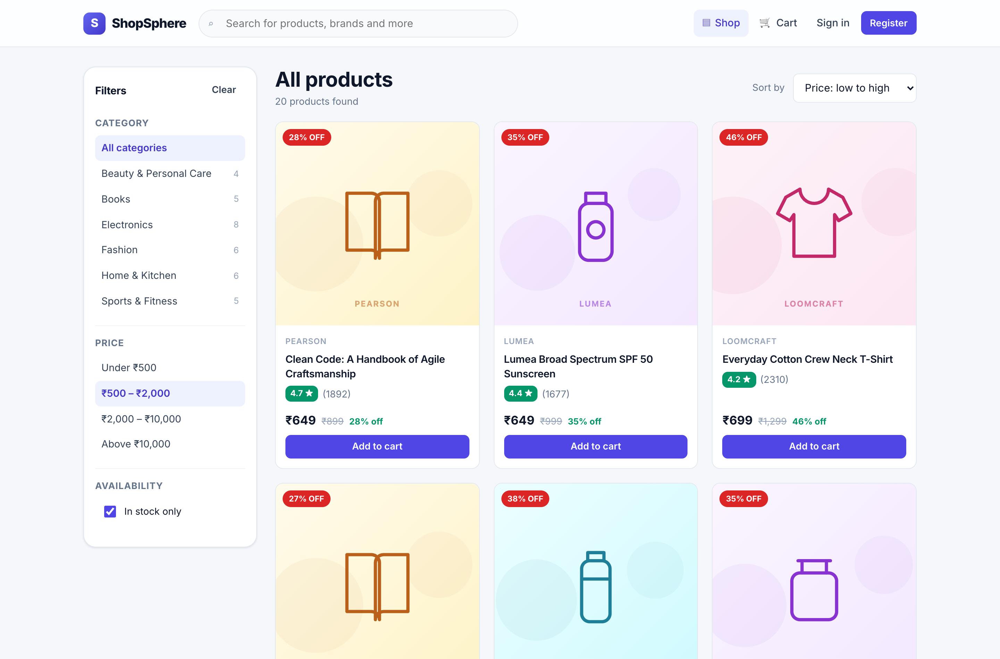 S ShopSphere
Search for products, brands and more
Shop
Cart
Sign in
Register
Filters
Clear
CATEGORY
All categories
Beauty & Personal Care 4
Books 5
Electronics 8
Fashion 6
Home & Kitchen 6
Sports & Fitness 5
PRICE
Under ₹500
₹500 – ₹2,000
₹2,000 – ₹10,000
Above ₹10,000
AVAILABILITY
In stock only
All products
20 products found
Sort by
Price: low to high
28% OFF
PEARSON
PEARSON
Clean Code: A Handbook of Agile
Craftsmanship
4.7 ★ (1892)
₹649 ₹899 28% off
Add to cart
35% OFF
LUMEA
LUMEA
Lumea Broad Spectrum SPF 50
Sunscreen
4.4 ★ (1677)
₹649 ₹999 35% off
Add to cart
46% OFF
LOOMCRAFT
LOOMCRAFT
Everyday Cotton Crew Neck T-Shirt
4.2 ★ (2310)
₹699 ₹1,299 46% off
Add to cart
27% OFF
38% OFF
35% OFF